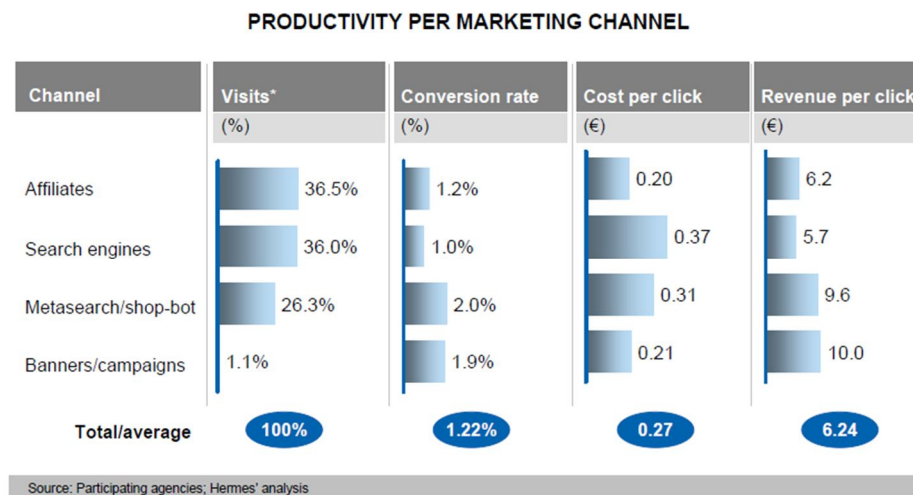 PRODUCTIVITY PER MARKETING CHANNEL
Channel Visits* Conversion rate Cost per click Revenue per click
(%) (%) (€) (€)
Affiliates 36.5% 1.2% 0.20 6.2
Search engines 36.0% 1.0% 0.37 5.7
Metasearch/shop-bot 26.3% 2.0% 0.31 9.6
Banners/campaigns 1.1% 1.9% 0.21 10.0
Total/average 100% 1.22% 0.27 6.24
Source: Participating agencies; Hermes' analysis